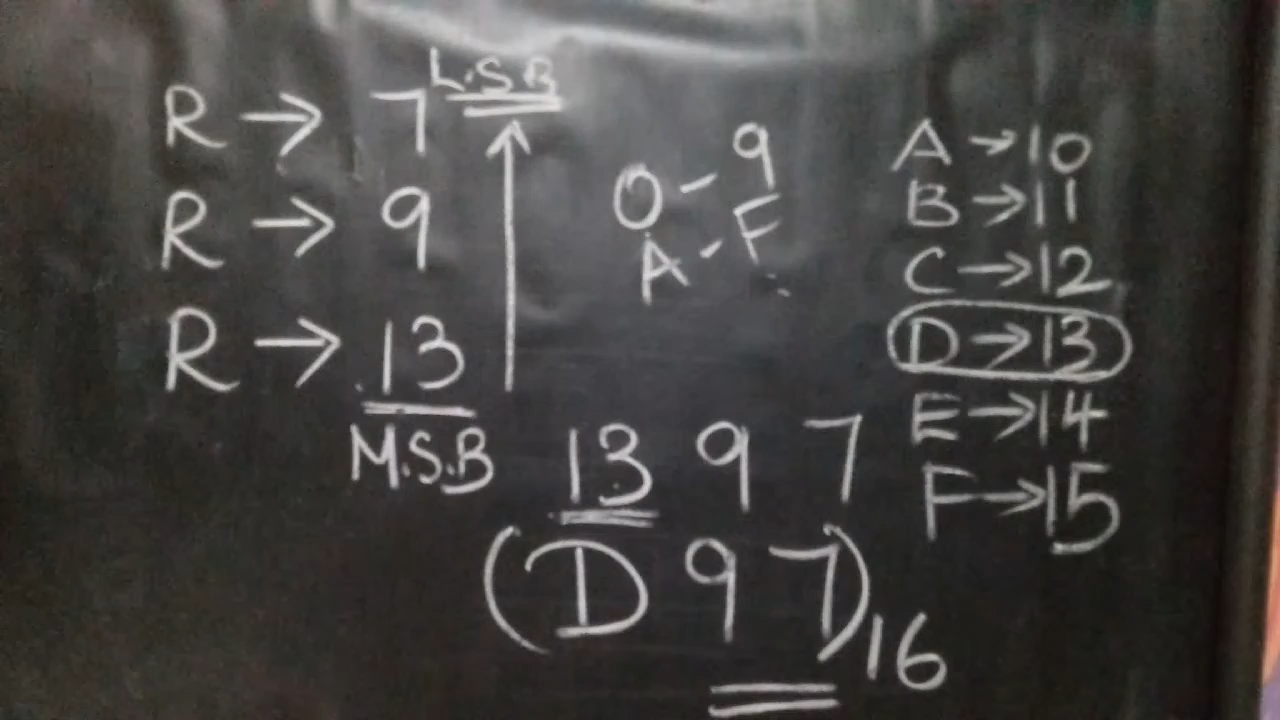 L.S.B
R → 7
R → 9
R → 13
M.S.B
0 - 9
A - F
A → 10
B → 11
C → 12
D → 13
E → 14
F → 15
13 9 7
(D 9 7)16